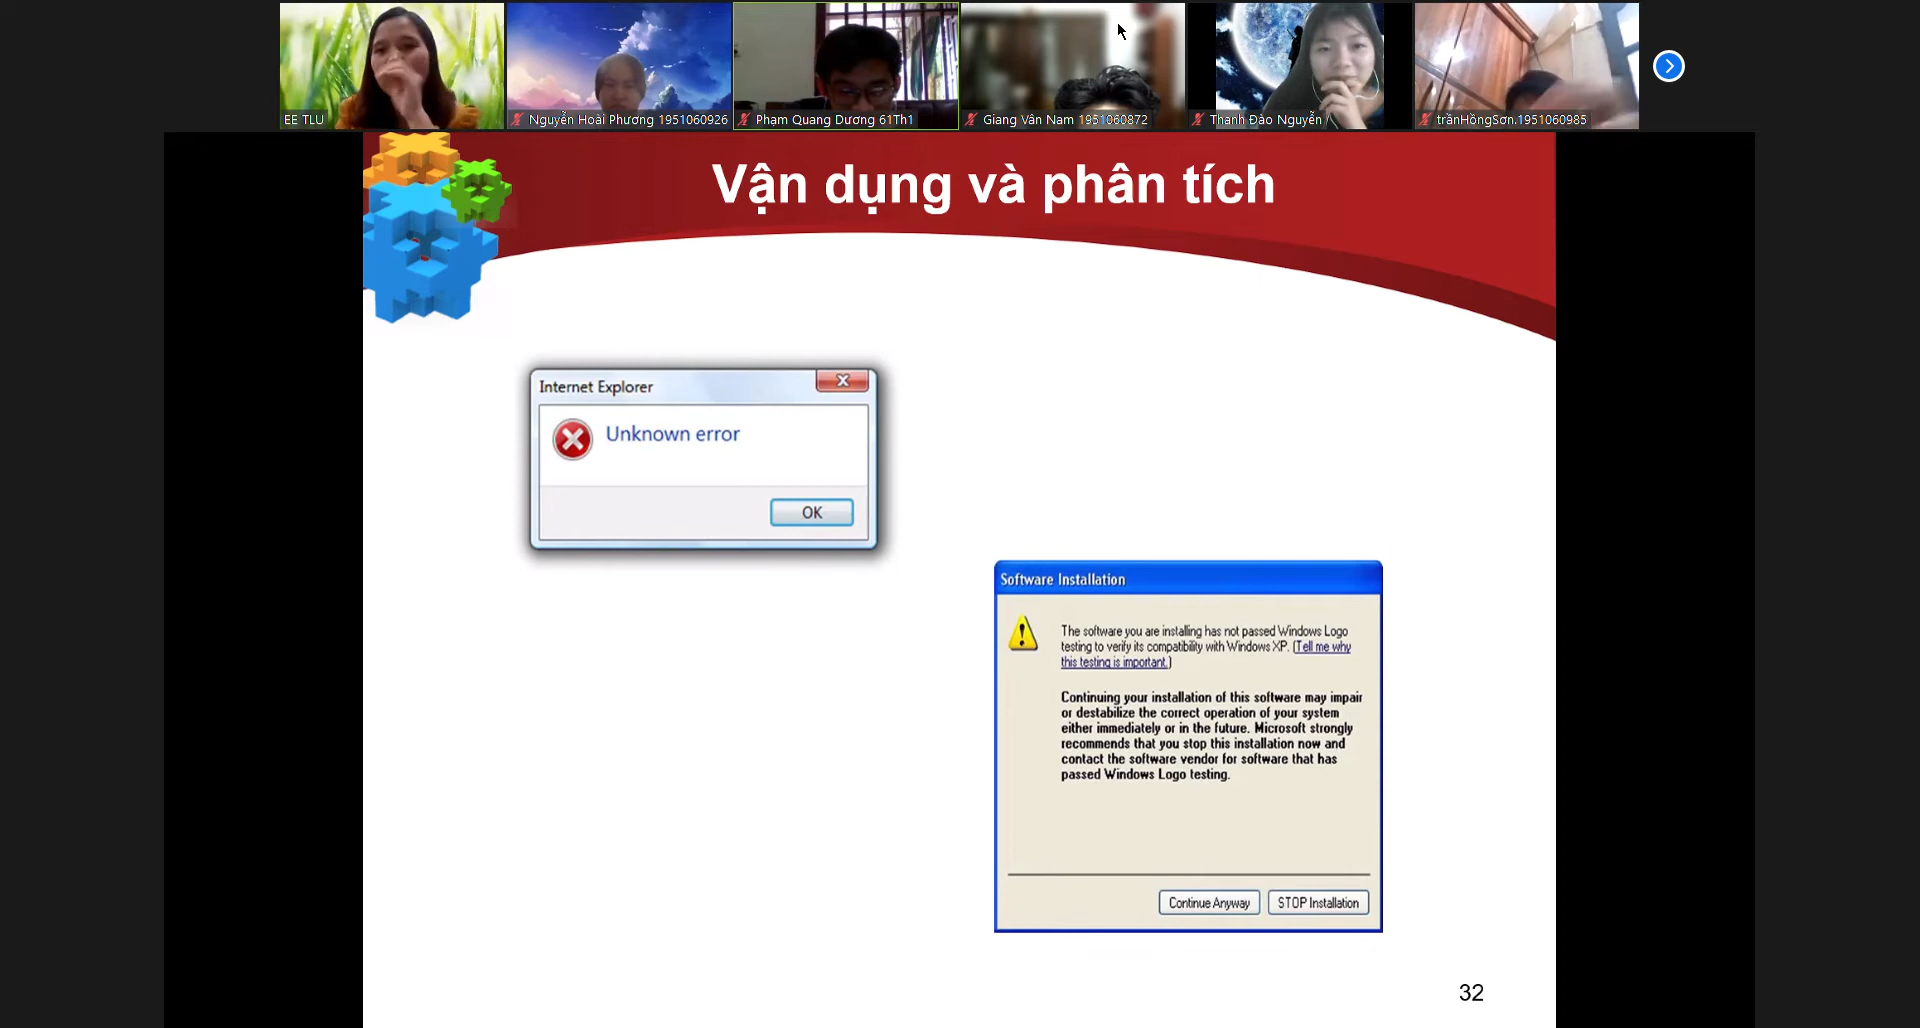 EE TLU
Nguyễn Hoài Phương 1951060926
Phạm Quang Dương 61Th1
Giang Văn Nam 1951060872
Thanh Đào Nguyễn
trầnHồngSơn.1951060985
Vận dụng và phân tích
Internet Explorer
Unknown error
OK
Software Installation
The software you are installing has not passed Windows Logo
testing to verify its compatibility with Windows XP. (Tell me why
this testing is important.)
Continuing your installation of this software may impair
or destabilize the correct operation of your system
either immediately or in the future. Microsoft strongly
recommends that you stop this installation now and
contact the software vendor for software that has
passed Windows Logo testing.
Continue Anyway
STOP Installation
32